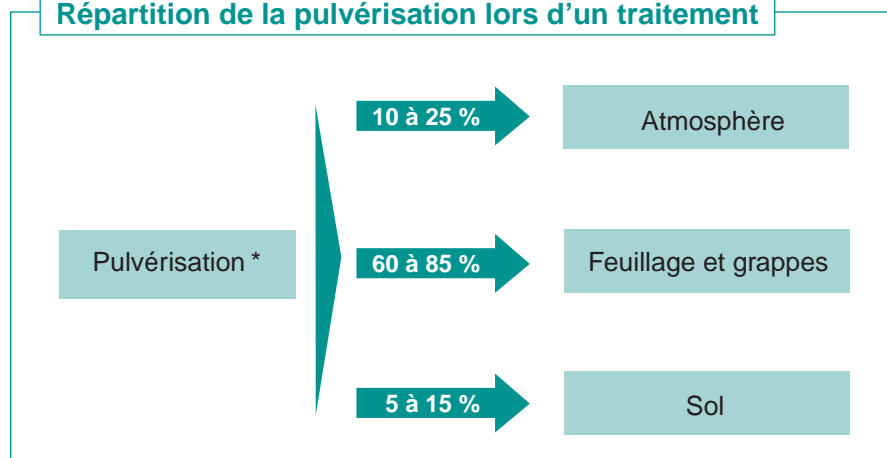 Répartition de la pulvérisation lors d'un traitement
10 à 25 %
Atmosphère
Pulvérisation *
60 à 85 %
Feuillage et grappes
5 à 15 %
Sol